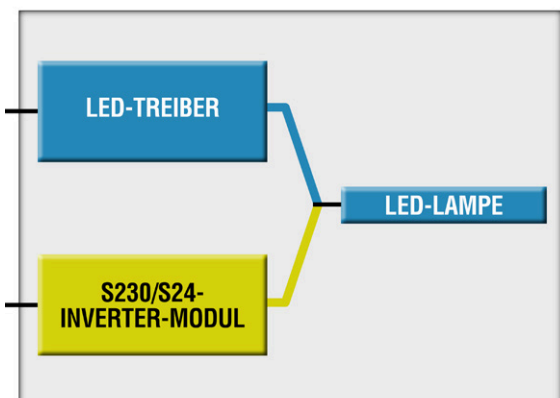 LED-TREIBER
LED-LAMPE
S230/S24-
INVERTER-MODUL